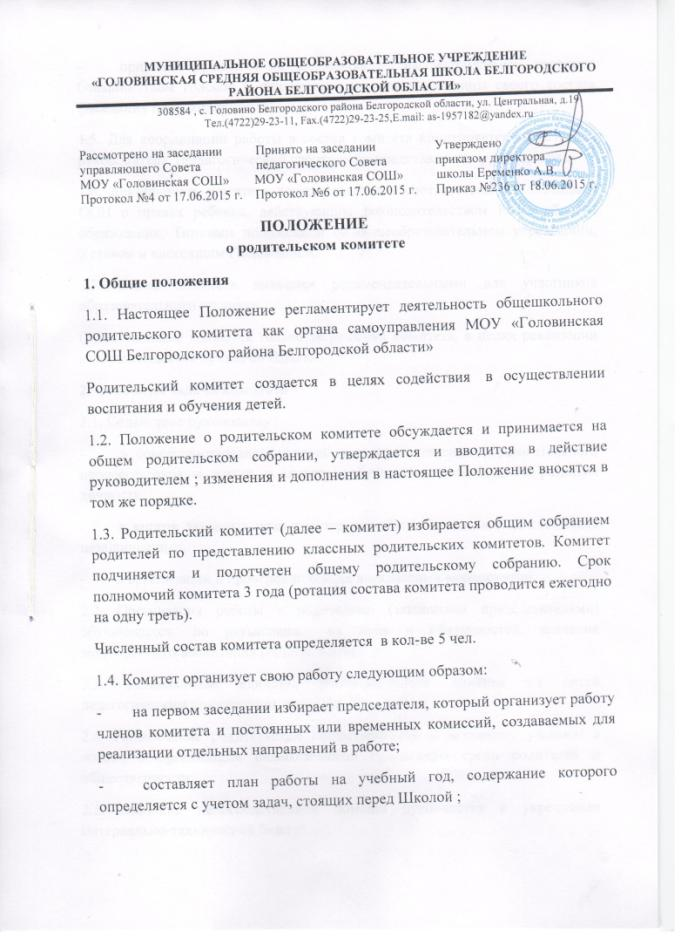 МУНИЦИПАЛЬНОЕ ОБЩЕОБРАЗОВАТЕЛЬНОЕ УЧРЕЖДЕНИЕ
«ГОЛОВИНСКАЯ СРЕДНЯЯ ОБЩЕОБРАЗОВАТЕЛЬНАЯ ШКОЛА БЕЛГОРОДСКОГО
РАЙОНА БЕЛГОРОДСКОЙ ОБЛАСТИ»
308584 , с. Головино Белгородского района Белгородской области, ул. Центральная, д.19
Тел.(4722)29-23-11, Fax.(4722)29-23-25,E.mail: as-1957182@yandex.ru
Рассмотрено на заседании
управляющего Совета
МОУ «Головинская СОШ»
Протокол №4 от 17.06.2015 г.
Принято на заседании
педагогического Совета
МОУ «Головинская СОШ»
Протокол №6 от 17.06.2015 г.
Утверждено
приказом директора
школы Еременко А.В.
Приказ №236 от 18.06.2015 г.
ПОЛОЖЕНИЕ
о родительском комитете
1. Общие положения
1.1. Настоящее Положение регламентирует деятельность общешкольного
родительского комитета как органа самоуправления МОУ «Головинская
СОШ Белгородского района Белгородской области»
Родительский комитет создается в целях содействия в осуществлении
воспитания и обучения детей.
1.2. Положение о родительском комитете обсуждается и принимается на
общем родительском собрании, утверждается и вводится в действие
руководителем ; изменения и дополнения в настоящее Положение вносятся в
том же порядке.
1.3. Родительский комитет (далее – комитет) избирается общим собранием
родителей по представлению классных родительских комитетов. Комитет
подчиняется и подотчетен общему родительскому собранию. Срок
полномочий комитета 3 года (ротация состава комитета проводится ежегодно
на одну треть).
Численный состав комитета определяется в кол-ве 5 чел.
1.4. Комитет организует свою работу следующим образом:
- на первом заседании избирает председателя, который организует работу
членов комитета и постоянных или временных комиссий, создаваемых для
реализации отдельных направлений в работе;
- составляет план работы на учебный год, содержание которого
определяется с учетом задач, стоящих перед Школой ;